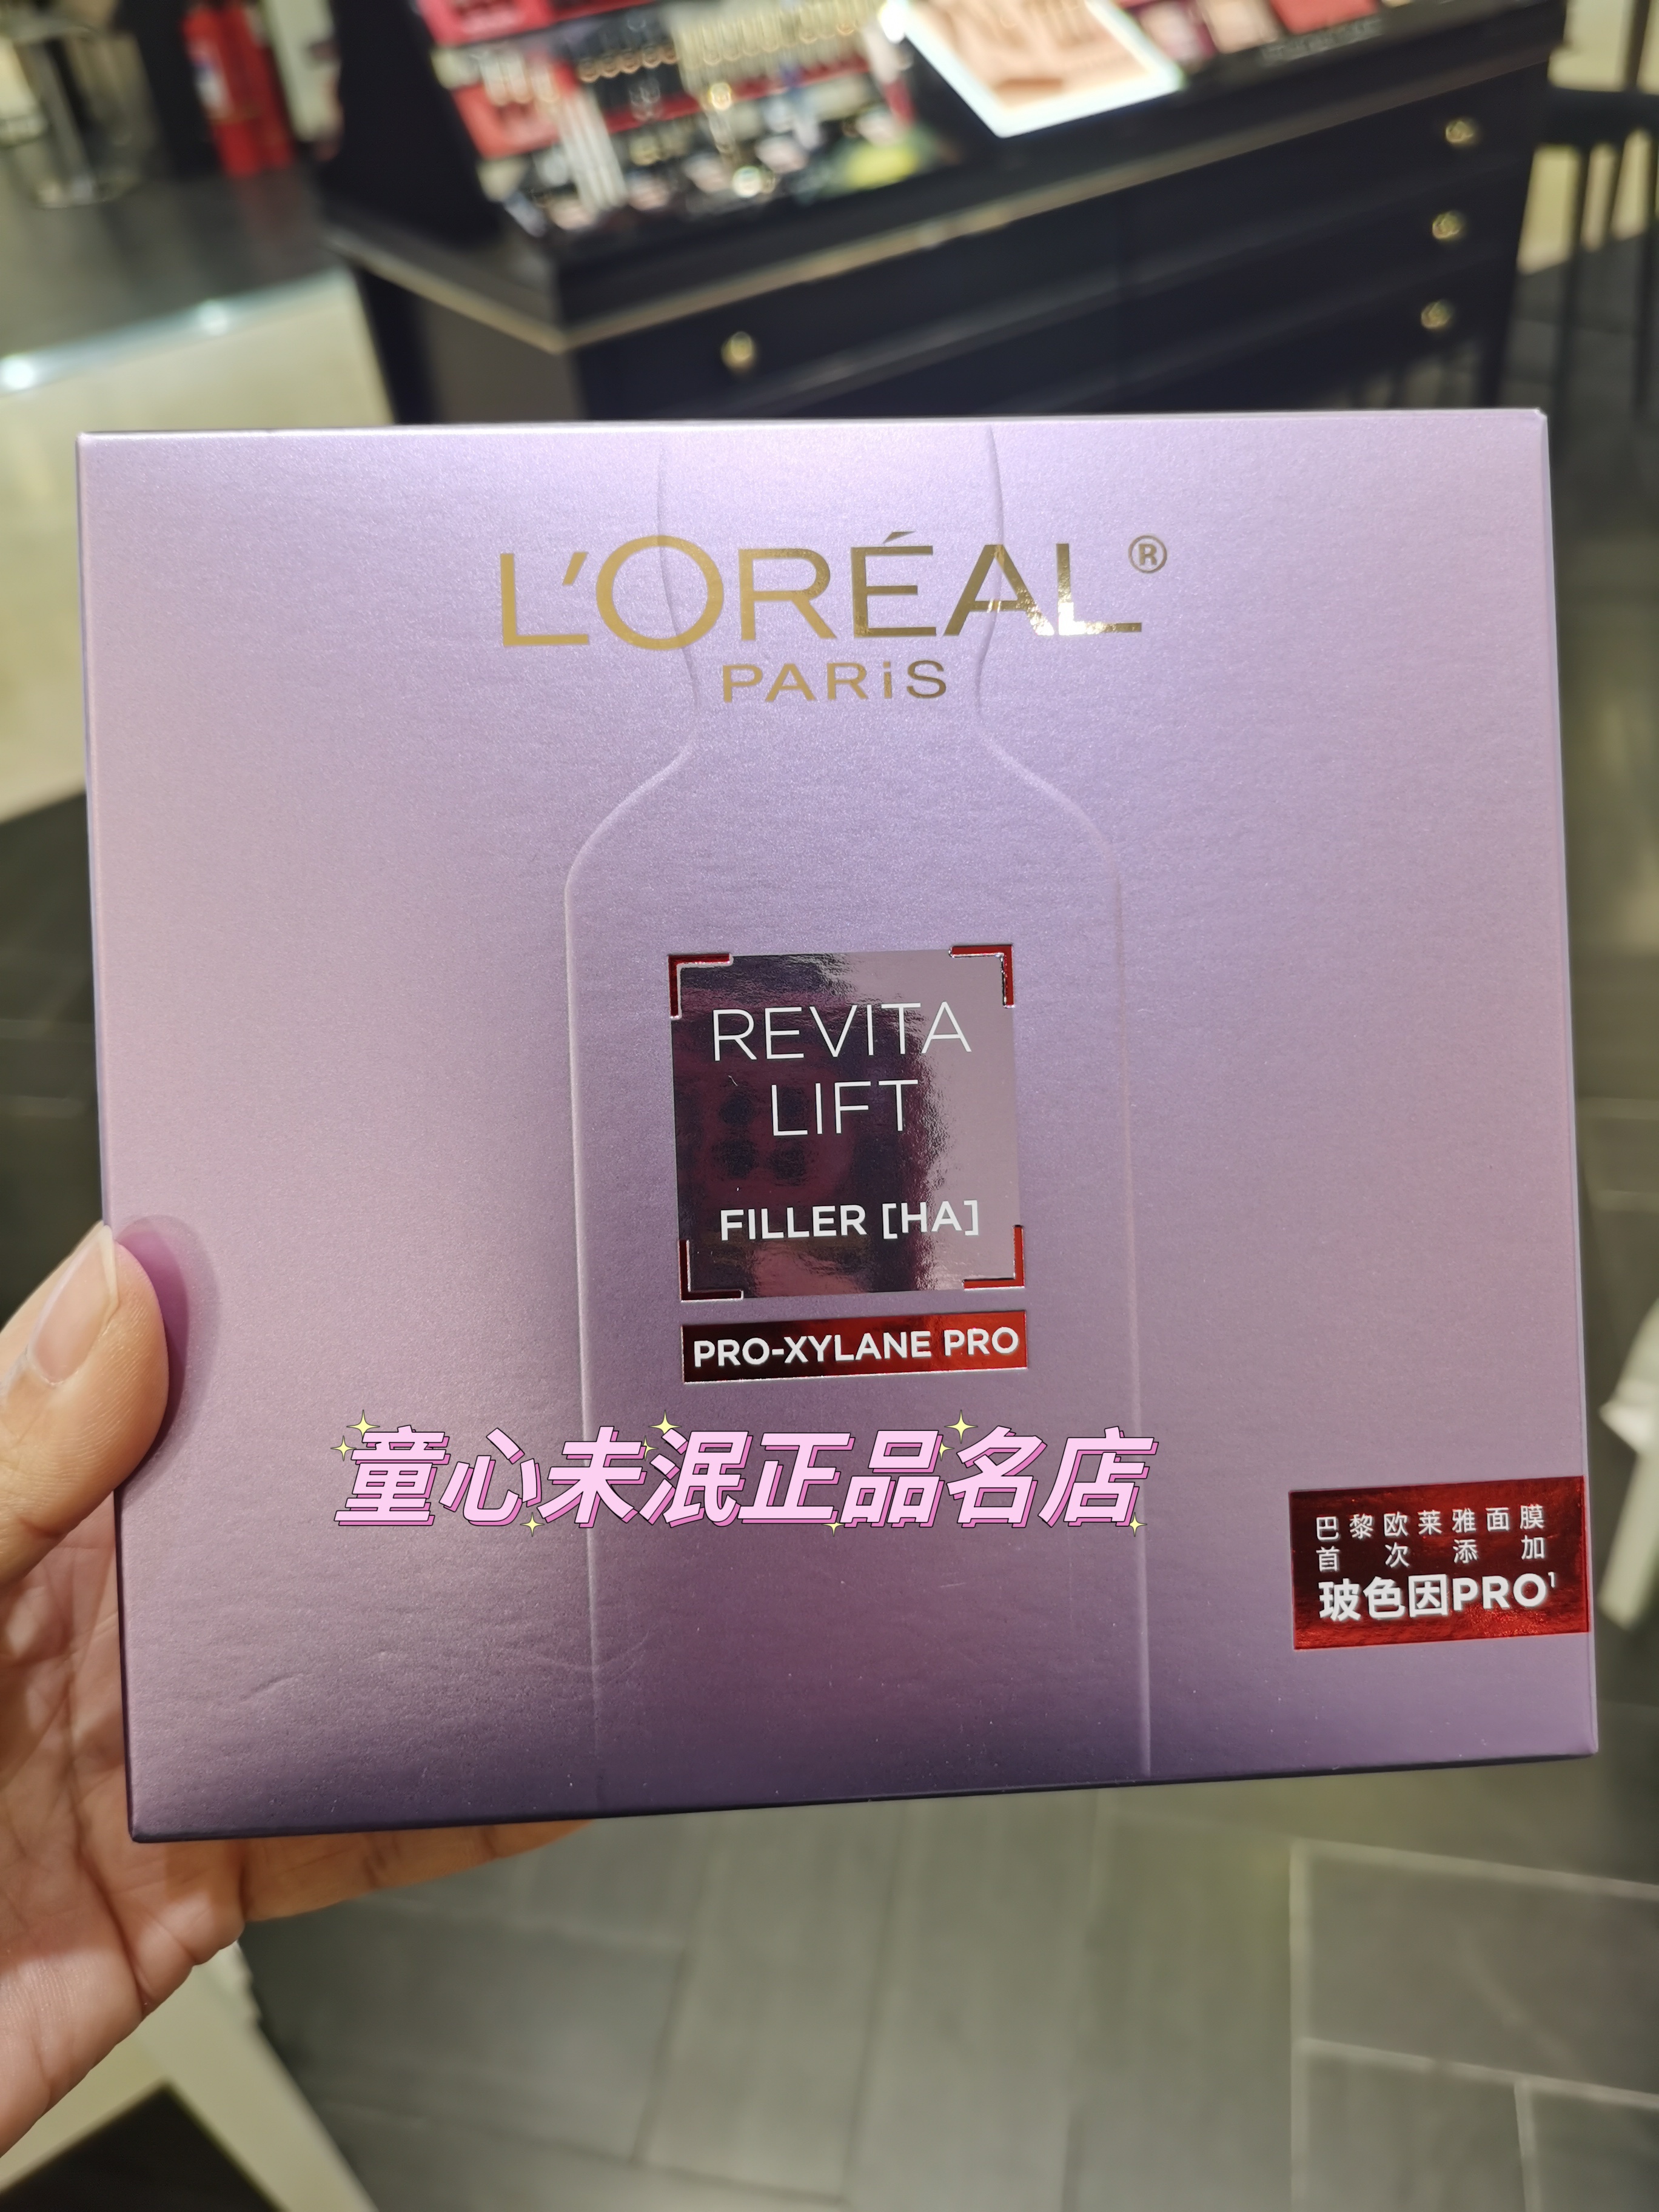 L'ORÉAL®
PARiS
REVITA
LIFT
FILLER [HA]
PRO-XYLANE PRO
童心未泯正品名店
巴黎欧莱雅面膜
首次添加
玻色因PRO¹